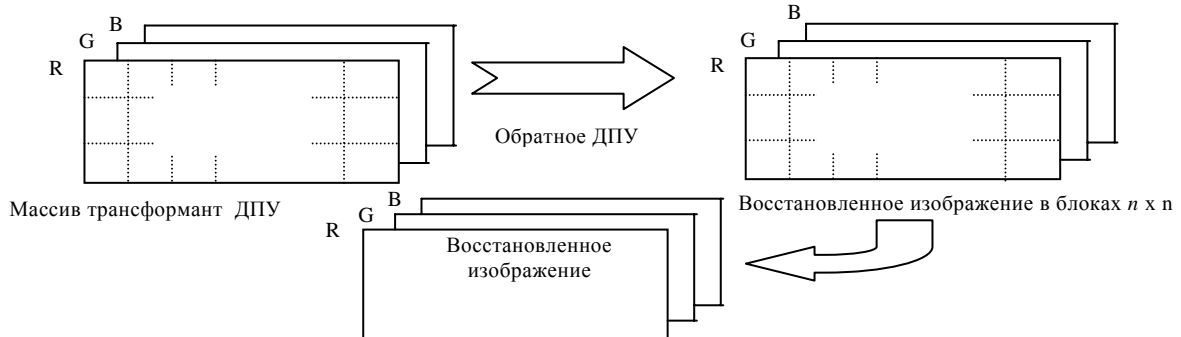 B
G
R
Массив трансформант ДПУ
Обратное ДПУ
B
G
R
Восстановленное изображение в блоках n x n
B
G
R
Восстановленное
изображение